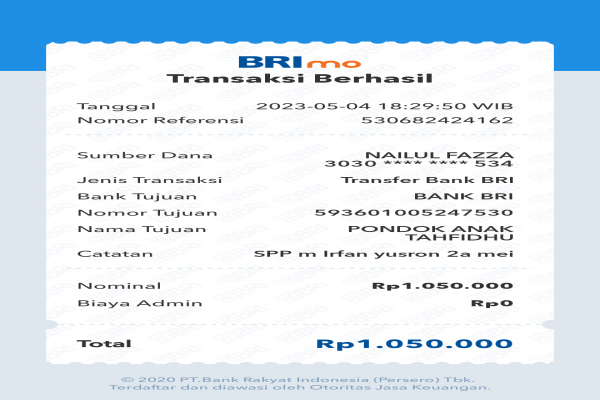 BRImo
Transaksi Berhasil
Tanggal 2023-05-04 18:29:50 WIB
Nomor Referensi 530682424162
Sumber Dana NAILUL FAZZA
3030 **** **** 534
Jenis Transaksi Transfer Bank BRI
Bank Tujuan BANK BRI
Nomor Tujuan 593601005247530
Nama Tujuan PONDOK ANAK
TAHFIDHU
Catatan SPP m Irfan yusron 2a mei
Nominal Rp1.050.000
Biaya Admin Rp0
Total Rp1.050.000
© 2020 PT.Bank Rakyat Indonesia (Persero) Tbk.
Terdaftar dan diawasi oleh Otoritas Jasa Keuangan.